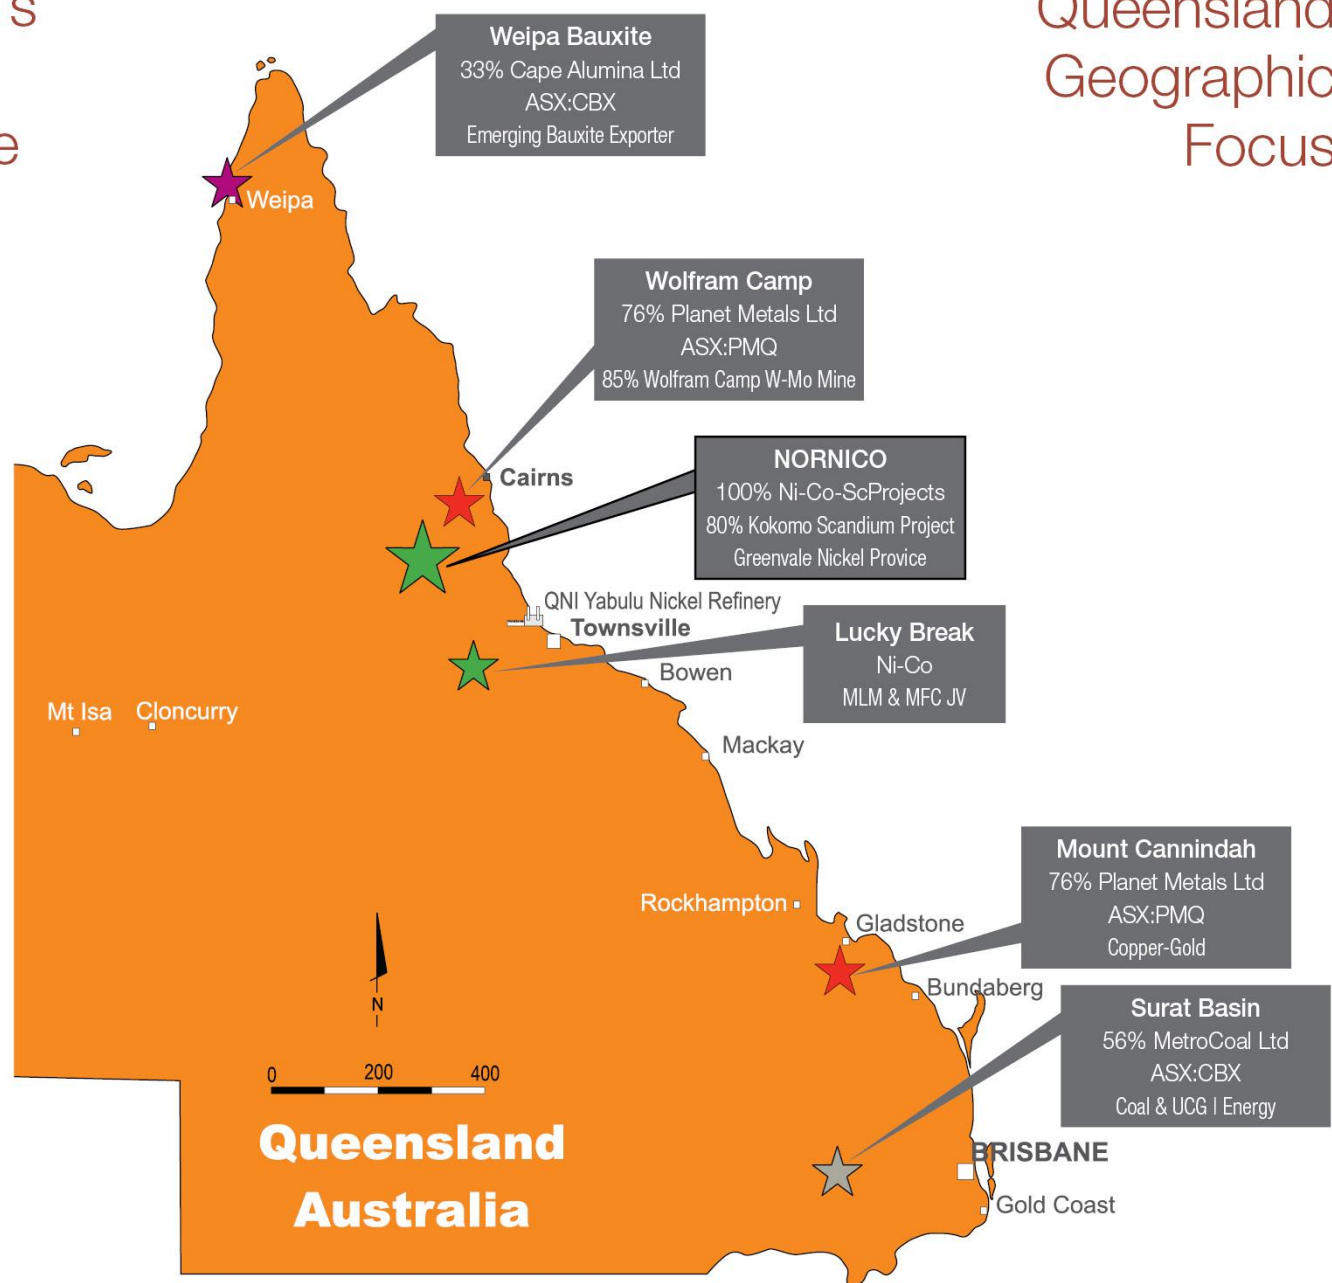 s
e
Queensland
Geographic
Focus
Weipa Bauxite
33% Cape Alumina Ltd
ASX:CBX
Emerging Bauxite Exporter
Weipa
Wolfram Camp
76% Planet Metals Ltd
ASX:PMQ
85% Wolfram Camp W-Mo Mine
Cairns
NORNICO
100% Ni-Co-ScProjects
80% Kokomo Scandium Project
Greenvale Nickel Provice
QNI Yabulu Nickel Refinery
Townsville
Lucky Break
Ni-Co
MLM & MFC JV
Bowen
Mt Isa
Cloncurry
Mackay
Mount Cannindah
76% Planet Metals Ltd
ASX:PMQ
Copper-Gold
Rockhampton
Gladstone
Bundaberg
Surat Basin
56% MetroCoal Ltd
ASX:CBX
Coal & UCG | Energy
N
0 200 400
Queensland
Australia
BRISBANE
Gold Coast